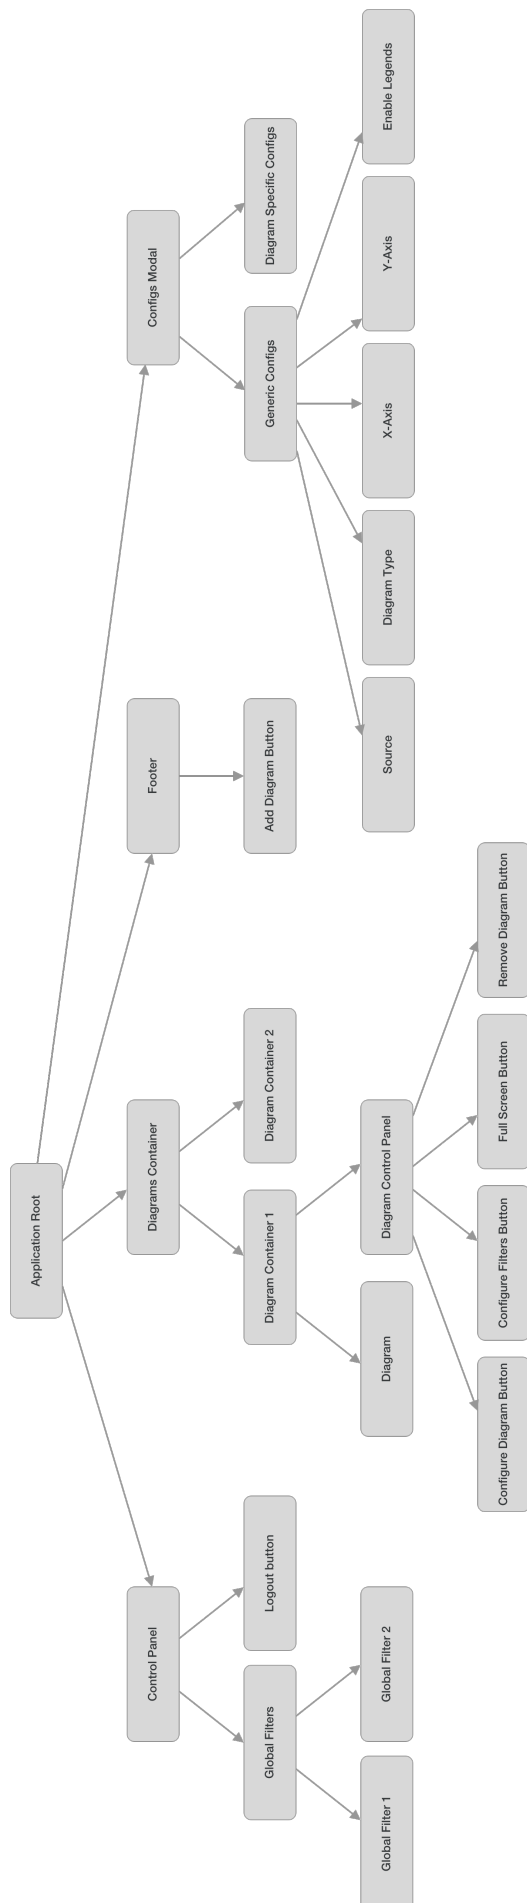 Application Root
Control Panel
Diagrams Container
Footer
Configs Modal
Global Filters
Logout button
Diagram Container 1
Diagram Container 2
Add Diagram Button
Generic Configs
Diagram Specific Configs
Global Filter 1
Global Filter 2
Diagram
Diagram Control Panel
Source
Diagram Type
X-Axis
Y-Axis
Enable Legends
Configure Diagram Button
Configure Filters Button
Full Screen Button
Remove Diagram Button